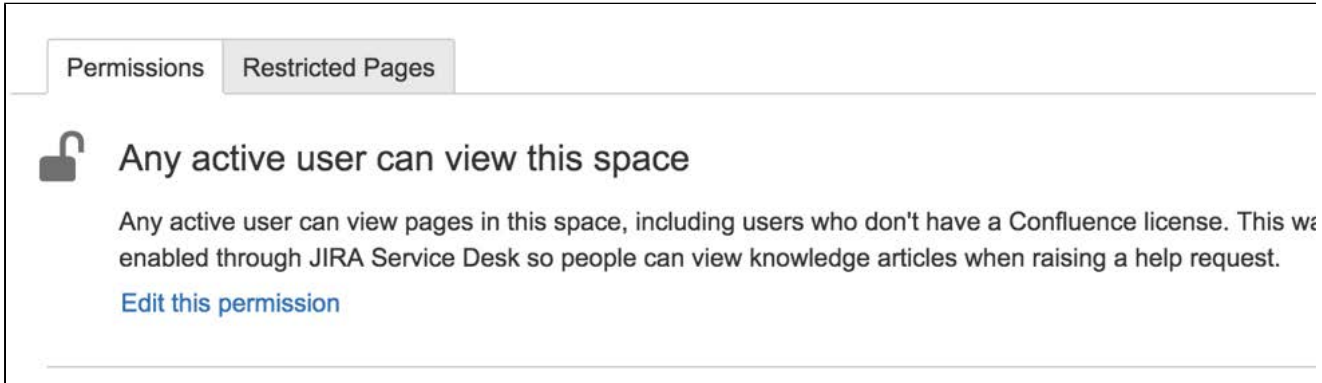 Permissions Restricted Pages
Any active user can view this space
Any active user can view pages in this space, including users who don't have a Confluence license. This
enabled through JIRA Service Desk so people can view knowledge articles when raising a help request.
Edit this permission